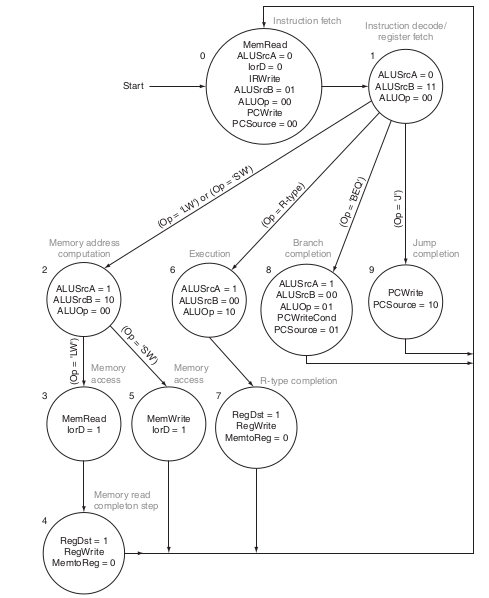 Instruction fetch
0
MemRead
ALUSrcA = 0
IorD = 0
IRWrite
ALUSrcB = 01
ALUOp = 00
PCWrite
PCSource = 00
Start
Instruction decode/
register fetch
1
ALUSrcA = 0
ALUSrcB = 11
ALUOp = 00
(Op = 'LW') or (Op = 'SW')
(Op = R-type)
(Op = 'BEQ')
(Op = 'J')
Memory address
computation
2
ALUSrcA = 1
ALUSrcB = 10
ALUOp = 00
Execution
6
ALUSrcA = 1
ALUSrcB = 00
ALUOp = 10
Branch
completion
8
ALUSrcA = 1
ALUSrcB = 00
ALUOp = 01
PCWriteCond
PCSource = 01
Jump
completion
9
PCWrite
PCSource = 10
(Op = 'LW')
(Op = 'SW')
Memory
access
3
MemRead
IorD = 1
Memory
access
5
MemWrite
IorD = 1
R-type completion
7
RegDst = 1
RegWrite
MemtoReg = 0
Memory read
completon step
4
RegDst = 1
RegWrite
MemtoReg = 0